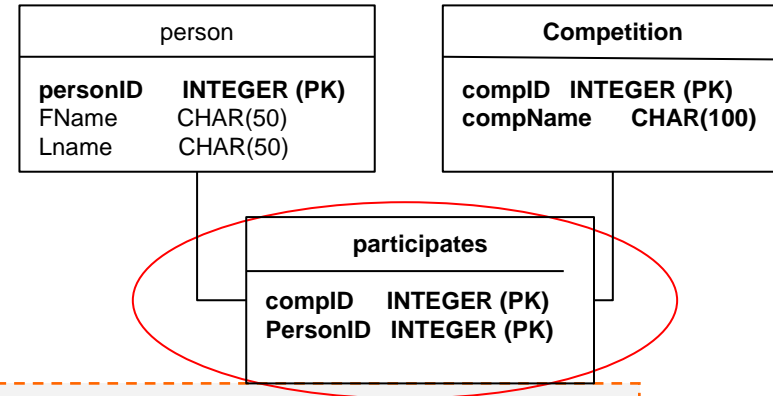 person
personID INTEGER (PK)
FName CHAR(50)
Lname CHAR(50)
Competition
compID INTEGER (PK)
compName CHAR(100)
participates
compID INTEGER (PK)
PersonID INTEGER (PK)